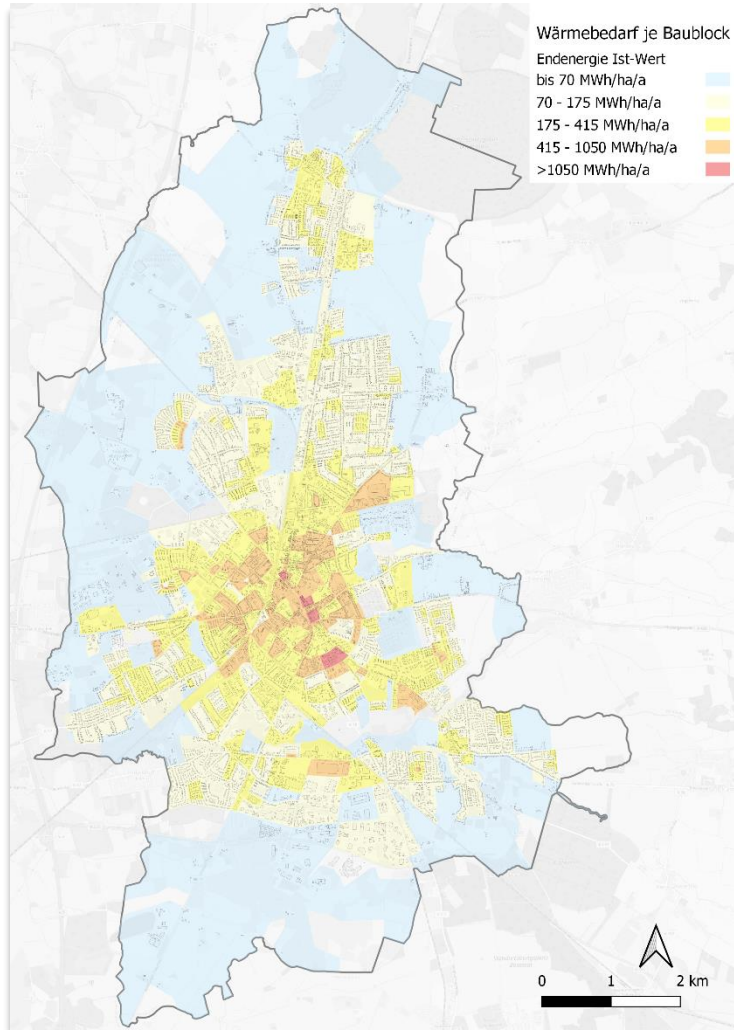 Wärmebedarf je Baublock
Endenergie Ist-Wert
bis 70 MWh/ha/a
70 - 175 MWh/ha/a
175 - 415 MWh/ha/a
415 - 1050 MWh/ha/a
>1050 MWh/ha/a
0 1 2 km